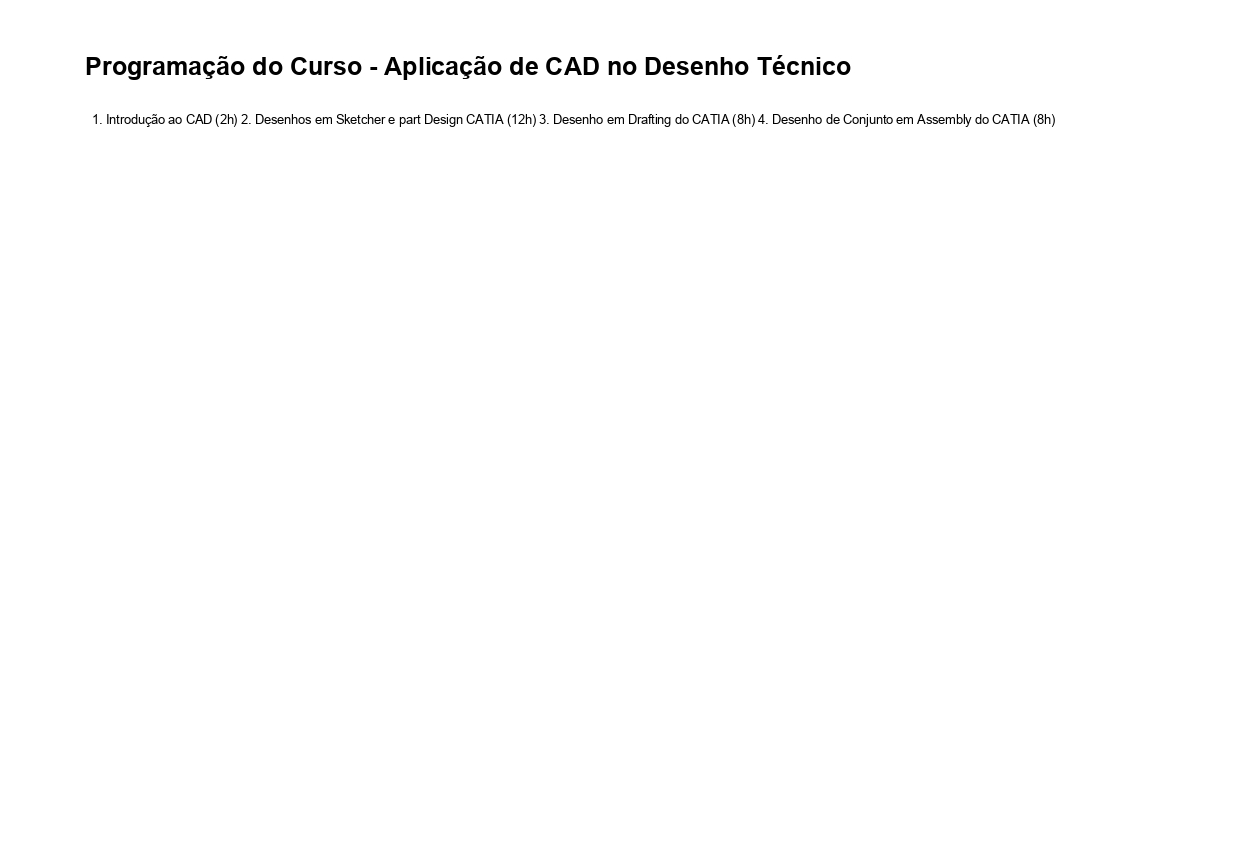 Programação do Curso - Aplicação de CAD no Desenho Técnico
1. Introdução ao CAD (2h) 2. Desenhos em Sketcher e part Design CATIA (12h) 3. Desenho em Drafting do CATIA (8h) 4. Desenho de Conjunto em Assembly do CATIA (8h)